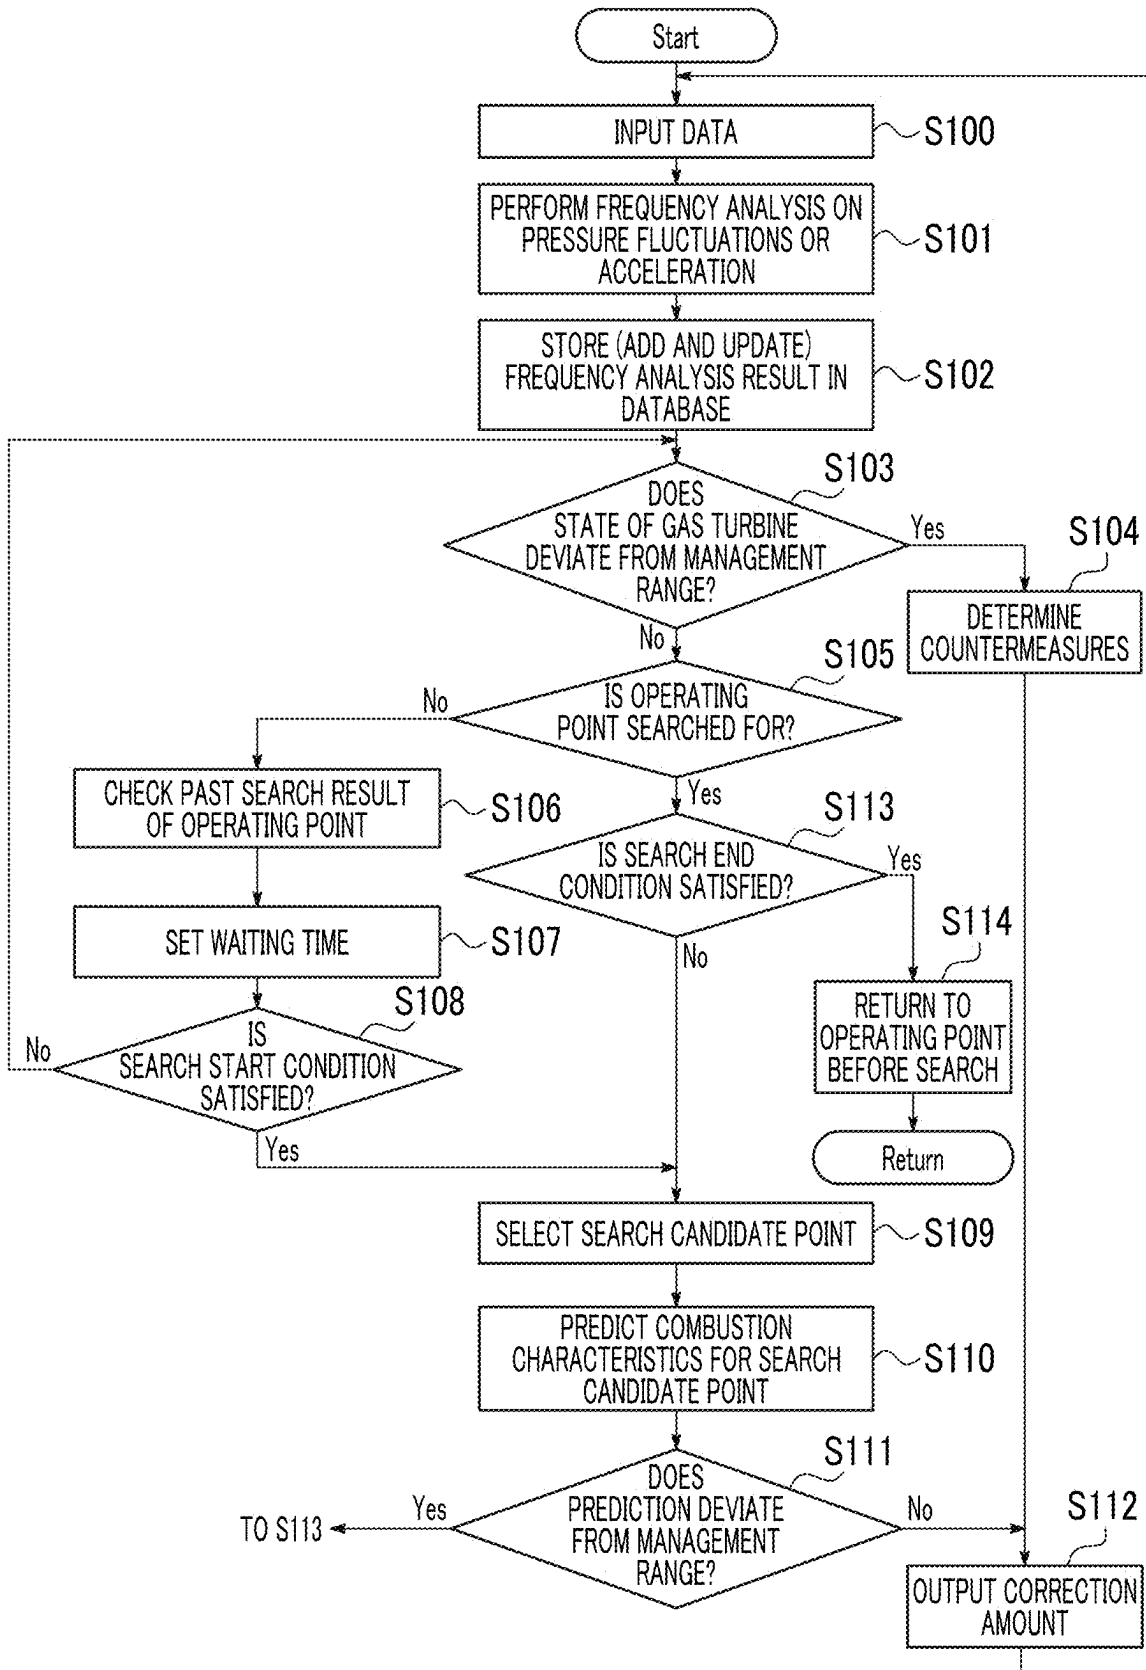 Start
INPUT DATA
S100
PERFORM FREQUENCY ANALYSIS ON
PRESSURE FLUCTUATIONS OR
ACCELERATION
S101
STORE (ADD AND UPDATE)
FREQUENCY ANALYSIS RESULT IN
DATABASE
S102
S103
DOES
STATE OF GAS TURBINE
DEVIATE FROM MANAGEMENT
RANGE?
Yes
No
S104
DETERMINE
COUNTERMEASURES
S105
IS OPERATING
POINT SEARCHED FOR?
No
Yes
CHECK PAST SEARCH RESULT
OF OPERATING POINT
S106
S113
IS SEARCH END
CONDITION SATISFIED?
Yes
No
SET WAITING TIME
S107
S114
RETURN TO
OPERATING POINT
BEFORE SEARCH
Return
S108
IS
SEARCH START CONDITION
SATISFIED?
No
Yes
SELECT SEARCH CANDIDATE POINT
S109
PREDICT COMBUSTION
CHARACTERISTICS FOR SEARCH
CANDIDATE POINT
S110
S111
DOES
PREDICTION DEVIATE
FROM MANAGEMENT
RANGE?
Yes
TO S113
No
S112
OUTPUT CORRECTION
AMOUNT